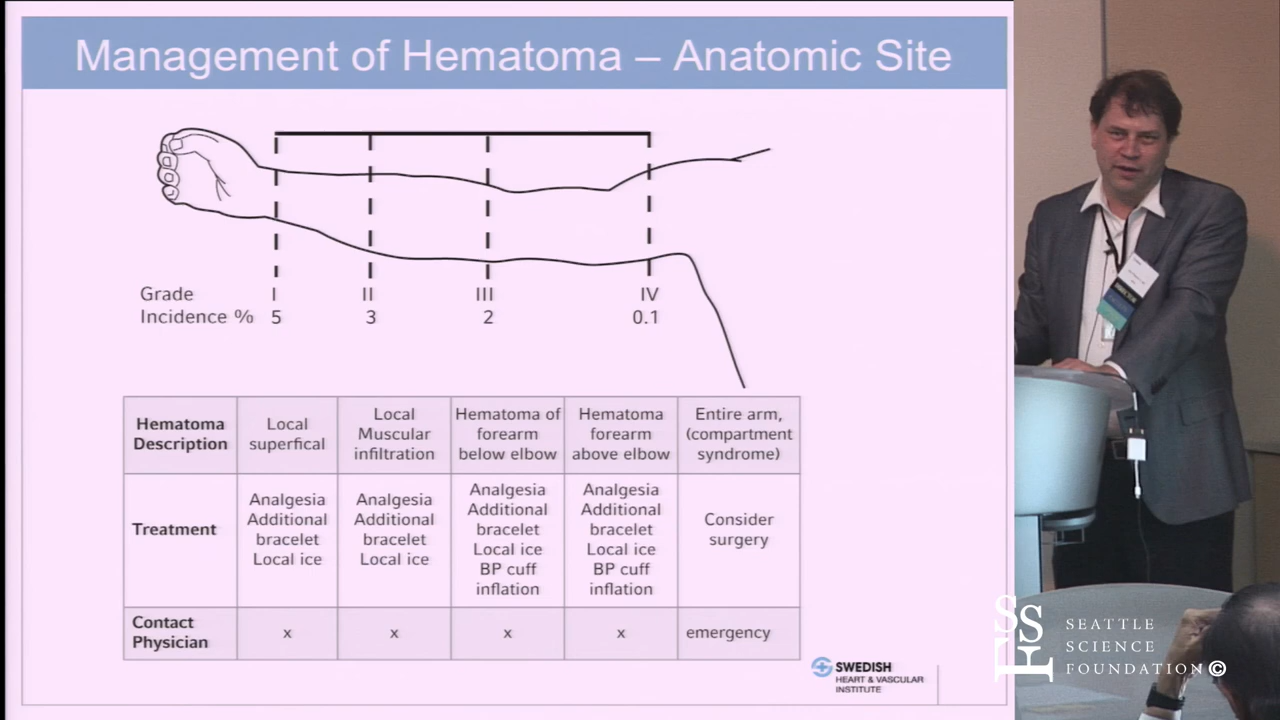 Management of Hematoma – Anatomic Site
Grade I II III IV
Incidence % 5 3 2 0.1
Hematoma Description
Local superfical
Local Muscular infiltration
Hematoma of forearm below elbow
Hematoma forearm above elbow
Entire arm, (compartment syndrome)
Treatment
Analgesia
Additional
bracelet
Local ice
Analgesia
Additional
bracelet
Local ice
Analgesia
Additional
bracelet
Local ice
BP cuff
inflation
Analgesia
Additional
bracelet
Local ice
BP cuff
inflation
Consider
surgery
Contact Physician
x x x x emergency
SWEDISH
HEART & VASCULAR
INSTITUTE
SSF
SEATTLE
SCIENCE
FOUNDATION©